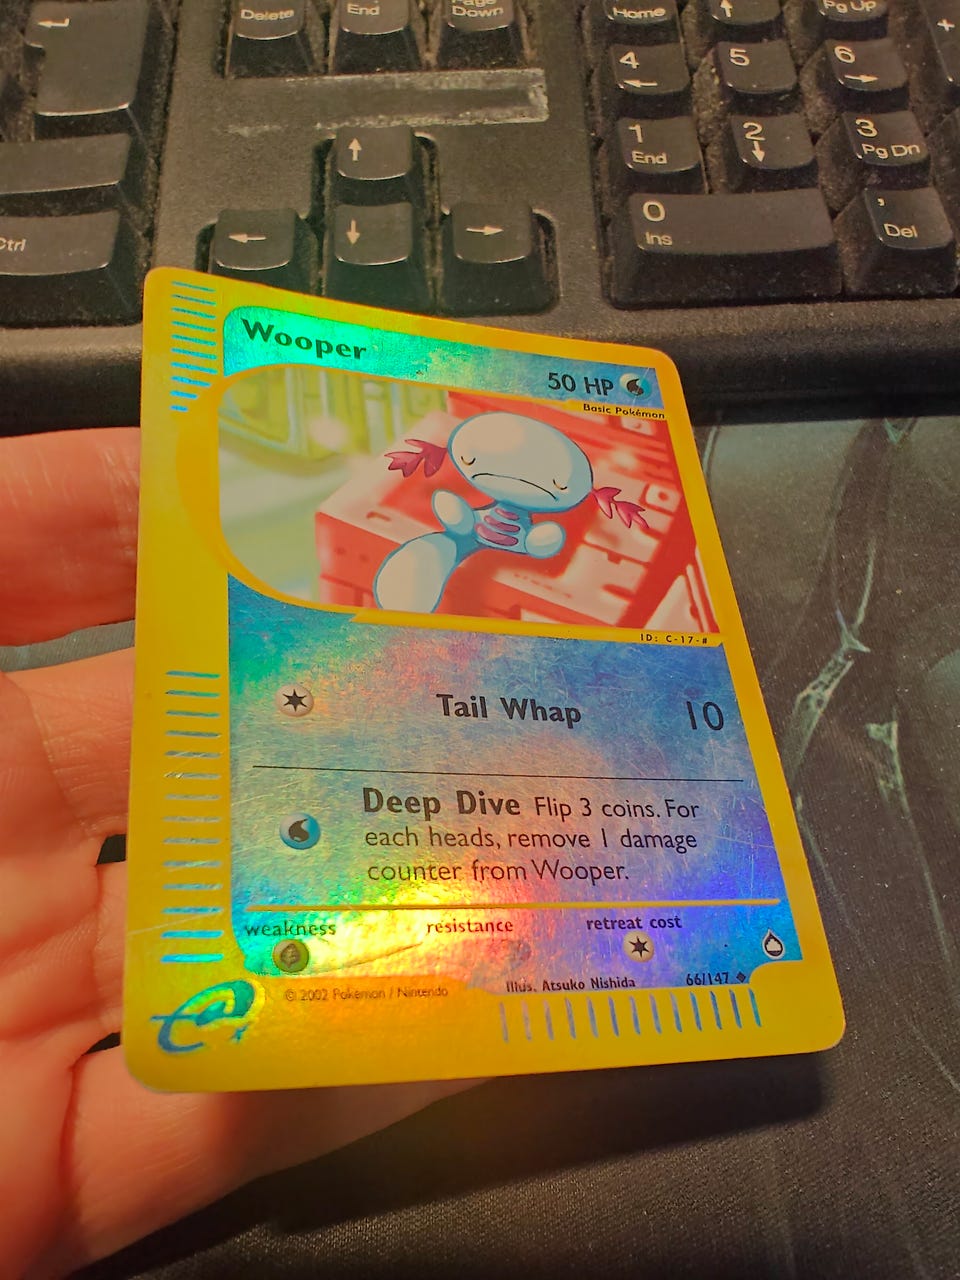 Delete
End
Page
Down
Home
Pg Up
+
4
5
6
1
End
2
3
Pg Dn
0
Ins
,
Del
Ctrl
Wooper
50 HP
Basic Pokémon
ID: C-17-#
Tail Whap 10
Deep Dive Flip 3 coins. For
each heads, remove 1 damage
counter from Wooper.
weakness resistance retreat cost
Illus. Atsuko Nishida 66/147
© 2002 Pokémon / Nintendo
e